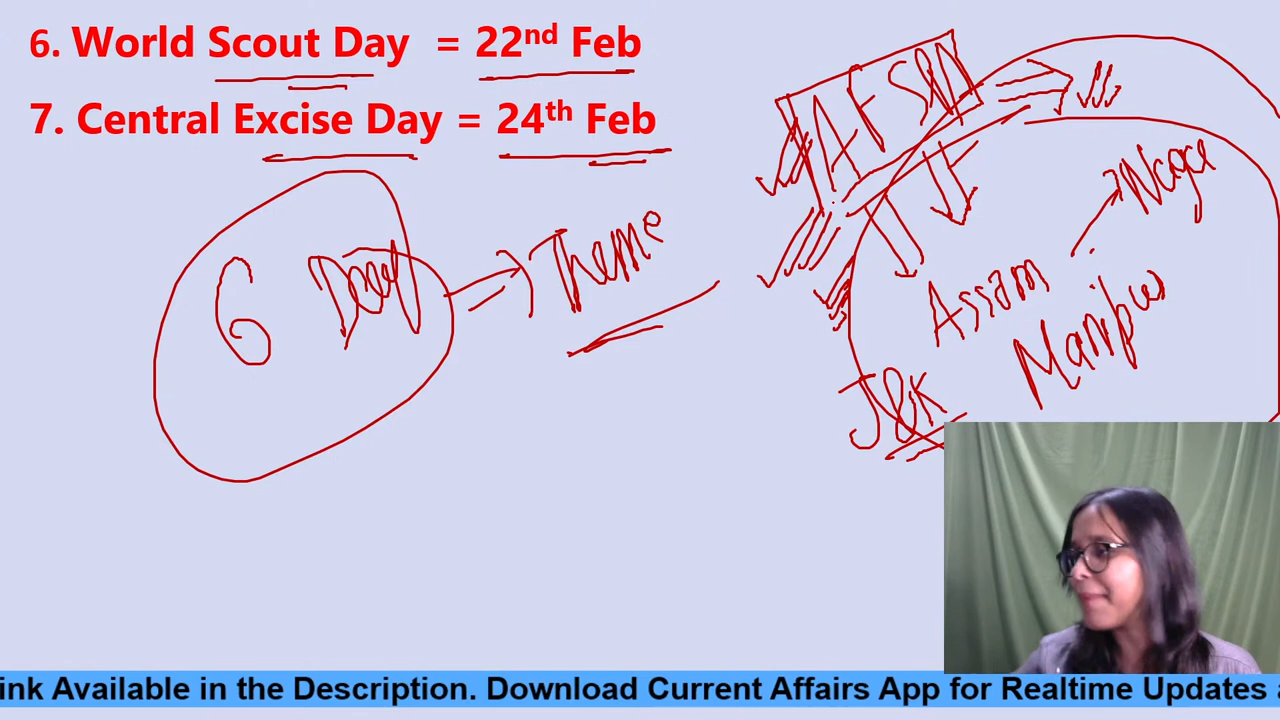 6. World Scout Day = 22nd Feb
7. Central Excise Day = 24th Feb
6 Day
Theme
AFSPA
Assam
Manipur
J&K
ink Available in the Description. Download Current Affairs App for Realtime Updates a